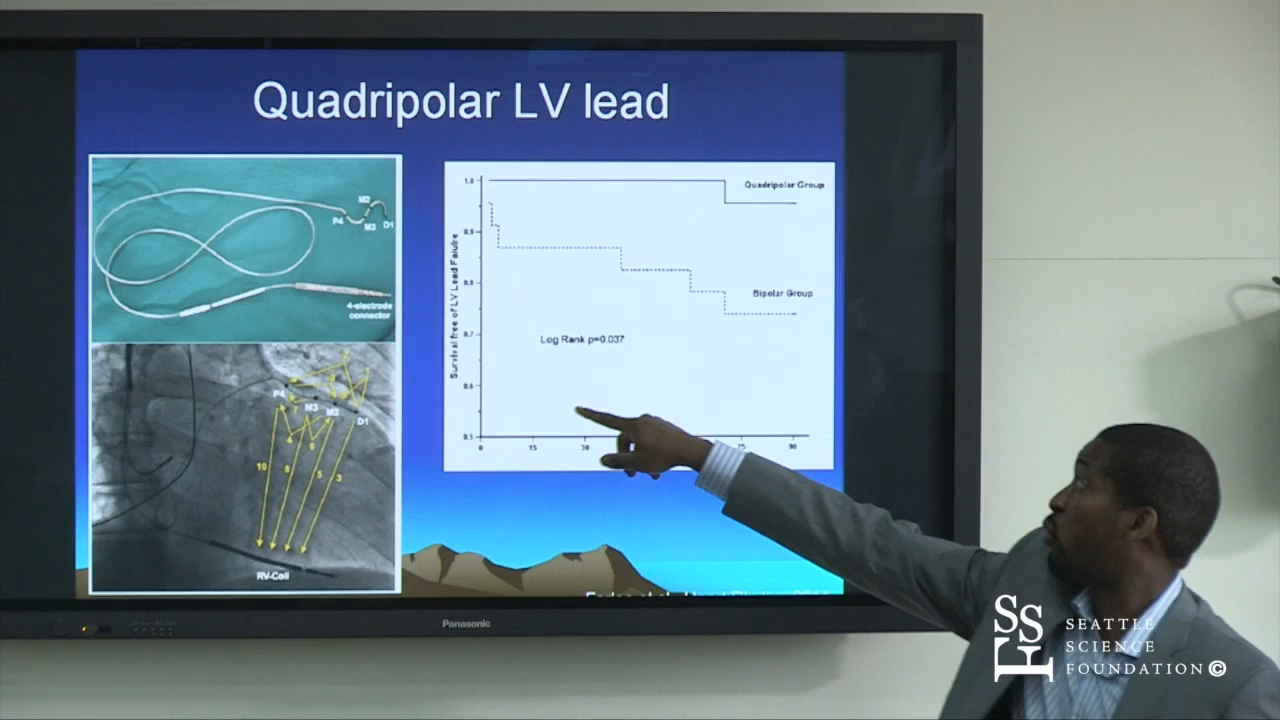 Quadripolar LV lead
M2
P4
M3
D1
4-electrode
connector
P4
M3
M2
D1
10
8
5
3
RV-Coil
1,0
0,9
0,8
0,7
0,6
0,5
Survival free of LV Lead Failure
Quadripolar Group
Bipolar Group
Log Rank p=0.037
0
15
30
75
90
Panasonic
SSF
SEATTLE
SCIENCE
FOUNDATION©